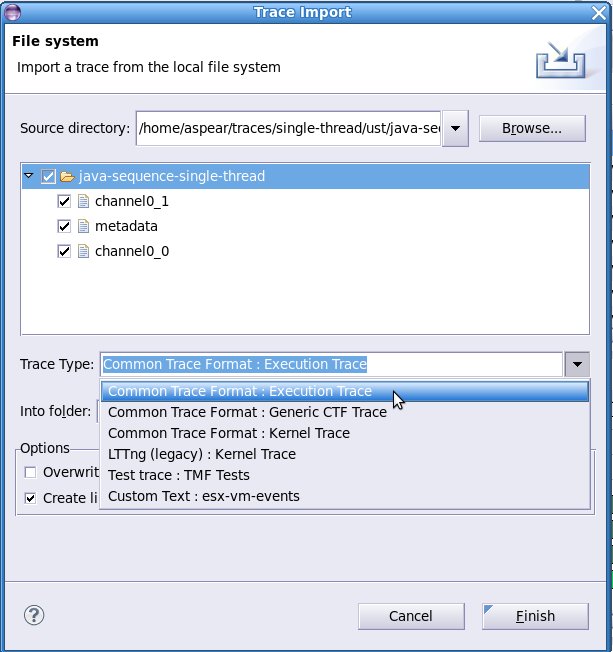 Trace Import
File system
Import a trace from the local file system
Source directory: /home/aspear/traces/single-thread/ust/java-se Browse...
java-sequence-single-thread
channel0_1
metadata
channel0_0
Trace Type: Common Trace Format : Execution Trace
Common Trace Format : Execution Trace
Common Trace Format : Generic CTF Trace
Into folder:
Common Trace Format : Kernel Trace
Options
LTTng (legacy) : Kernel Trace
Overwrit
Test trace : TMF Tests
Create li
Custom Text : esx-vm-events
? Cancel Finish